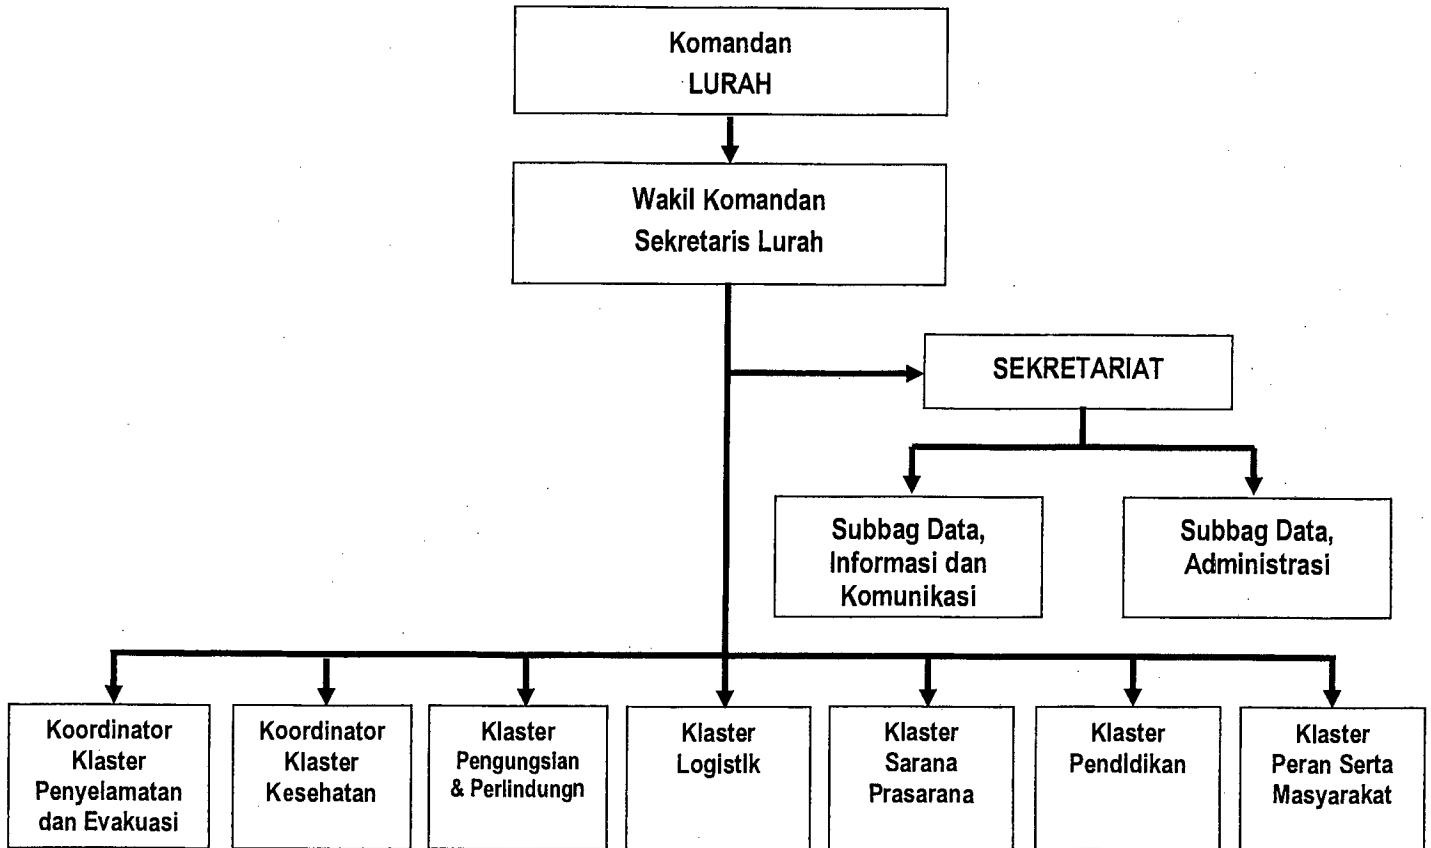 Komandan
LURAH
Wakil Komandan
Sekretaris Lurah
SEKRETARIAT
Subbag Data,
Informasi dan
Komunikasi
Subbag Data,
Administrasi
Koordinator
Klaster
Penyelamatan
dan Evakuasi
Koordinator
Klaster
Kesehatan
Klaster
Pengungsian
& Perlindungn
Klaster
Logistik
Klaster
Sarana
Prasarana
Klaster
Pendidikan
Klaster
Peran Serta
Masyarakat